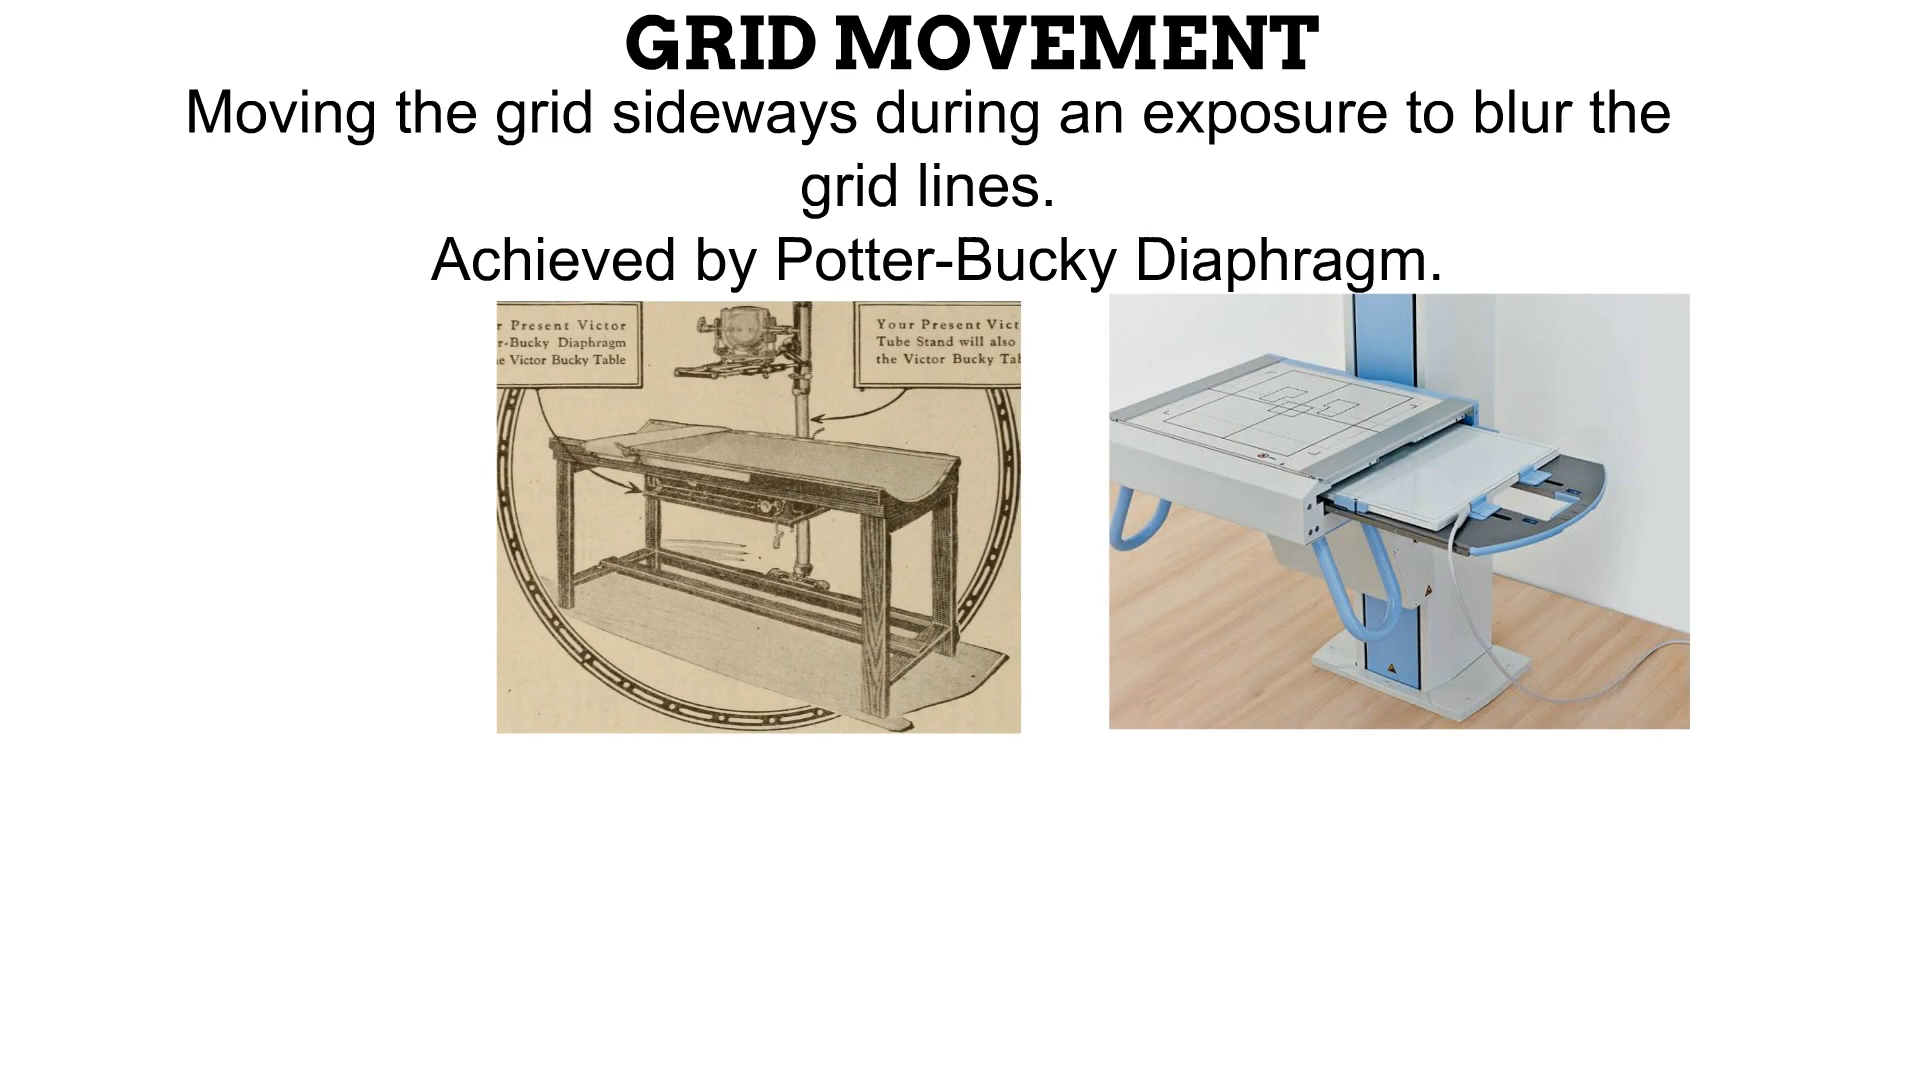 GRID MOVEMENT
Moving the grid sideways during an exposure to blur the
grid lines.
Achieved by Potter-Bucky Diaphragm.
r Present Victor
r-Bucky Diaphragm
e Victor Bucky Table
Your Present Vict
Tube Stand will also
the Victor Bucky Tab